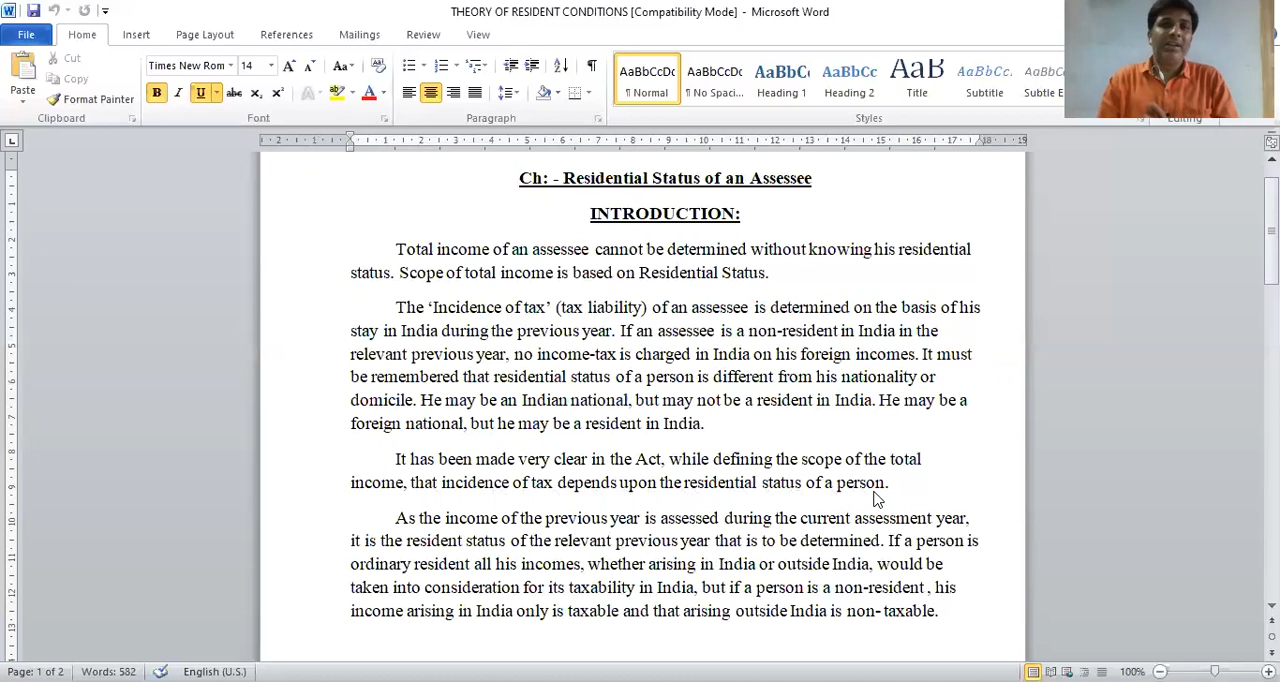 THEORY OF RESIDENT CONDITIONS [Compatibility Mode] - Microsoft Word
File Home Insert Page Layout References Mailings Review View
Paste
Cut
Copy
Format Painter
Clipboard
Times New Rom 14
Font
Paragraph
AaBbCcDc AaBbCcDc AaBbC AaBbCc AaB AaBbCc AaBbC
¶ Normal ¶ No Spaci... Heading 1 Heading 2 Title Subtitle Subtle E
Styles
Editing
Ch: - Residential Status of an Assessee
INTRODUCTION:
Total income of an assessee cannot be determined without knowing his residential
status. Scope of total income is based on Residential Status.
The ‘Incidence of tax’ (tax liability) of an assessee is determined on the basis of his
stay in India during the previous year. If an assessee is a non-resident in India in the
relevant previous year, no income-tax is charged in India on his foreign incomes. It must
be remembered that residential status of a person is different from his nationality or
domicile. He may be an Indian national, but may not be a resident in India. He may be a
foreign national, but he may be a resident in India.
It has been made very clear in the Act, while defining the scope of the total
income, that incidence of tax depends upon the residential status of a person.
As the income of the previous year is assessed during the current assessment year,
it is the resident status of the relevant previous year that is to be determined. If a person is
ordinary resident all his incomes, whether arising in India or outside India, would be
taken into consideration for its taxability in India, but if a person is a non-resident , his
income arising in India only is taxable and that arising outside India is non- taxable.
Page: 1 of 2 Words: 582 English (U.S.) 100%